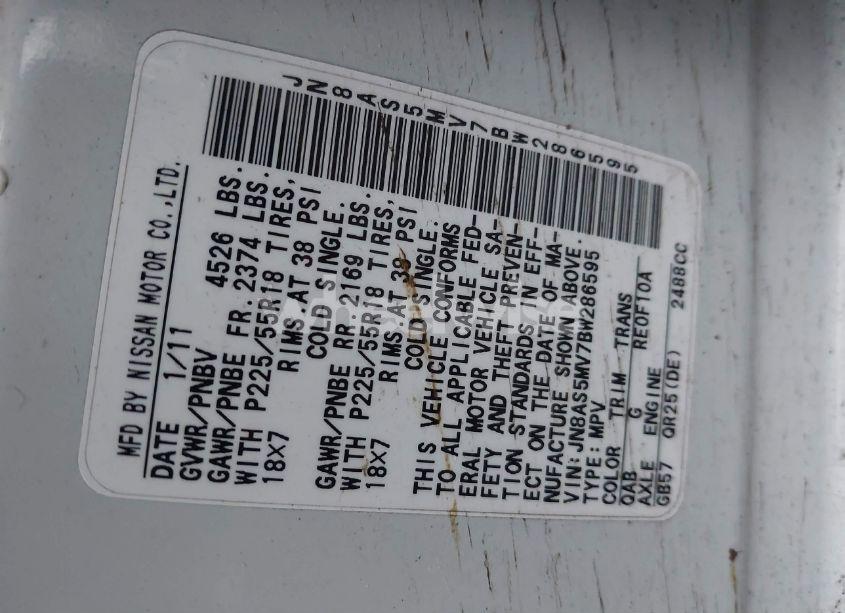 JN8AS5MV7BW286595
MFD BY NISSAN MOTOR CO.,LTD.
DATE 1/11
GVWR/PNBV 4526 LBS.
GAWR/PNBE FR.2374 LBS.
WITH P225/55R18 TIRES,
18X7 RIMS.AT 38 PSI
COLD SINGLE.
GAWR/PNBE RR.2169 LBS.
WITH P225/55R18 TIRES,
18X7 RIMS.AT 38 PSI
COLD SINGLE.
THIS VEHICLE CONFORMS
TO ALL APPLICABLE FED-
ERAL MOTOR VEHICLE SA-
FETY AND THEFT PREVEN-
TION STANDARDS IN EFF-
ECT ON THE DATE OF MA-
NUFACTURE SHOWN ABOVE.
VIN:JN8AS5MV7BW286595
TYPE: MPV
COLOR TRIM TRANS
QAB G RE0F10A
AXLE ENGINE
GB57 QR25(DE) 2488CC